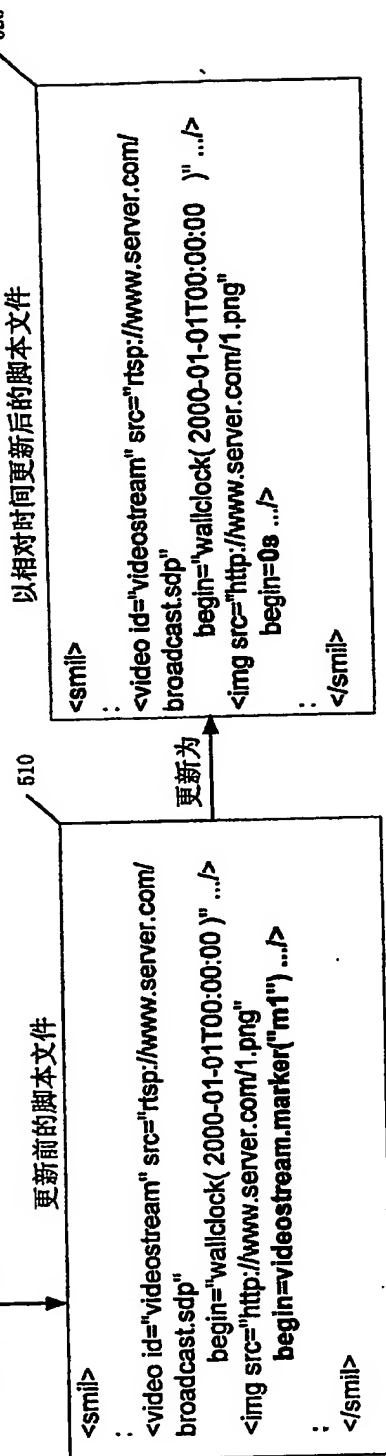 更新前的脚本文件
510
<smil>
:
<video id="videostream" src="rtsp://www.server.com/
broadcast.sdp"
begin="wallclock( 2000-01-01T00:00:00 )" .../>
<img src="http://www.server.com/1.png"
begin=videostream.marker("m1") .../>
:
</smil>
更新为
以相对时间更新后的脚本文件
<smil>
:
<video id="videostream" src="rtsp://www.server.com/
broadcast.sdp"
begin="wallclock( 2000-01-01T00:00:00 )" .../>
<img src="http://www.server.com/1.png"
begin=0s .../>
:
</smil>